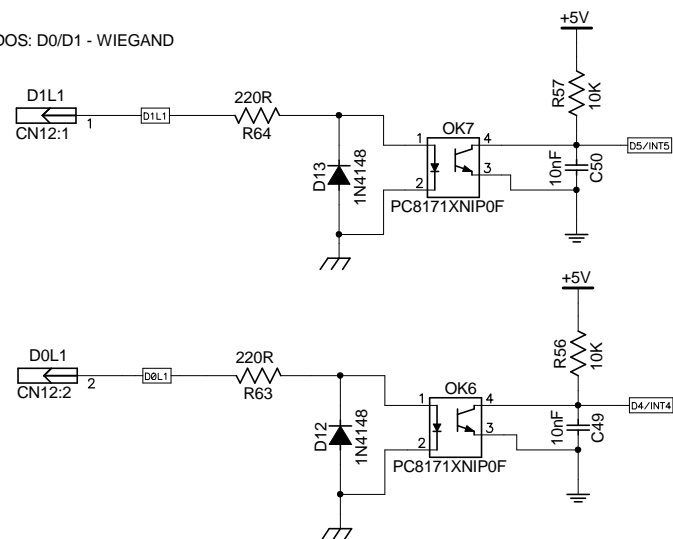 DOS: D0/D1 - WIEGAND
+5V
R57
10K
D1L1
CN12:1
1
D1L1
220R
R64
D13
1N4148
OK7
1
2
4
3
PC8171XNIP0F
10nF
C50
D5/INT5
+5V
R56
10K
D0L1
CN12:2
2
D0L1
220R
R63
D12
1N4148
OK6
1
2
4
3
PC8171XNIP0F
10nF
C49
D4/INT4